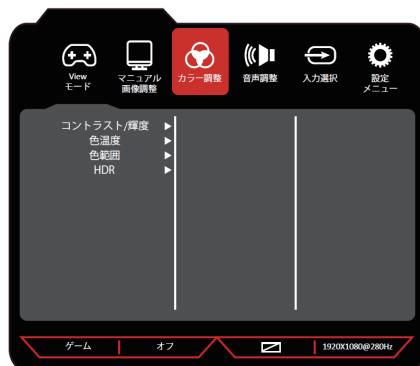 View
モード
マニュアル
画像調整
カラー調整
音声調整
入力選択
設定
メニュー
コントラスト/輝度
色温度
色範囲
HDR
ゲーム
オフ
1920X1080@280Hz